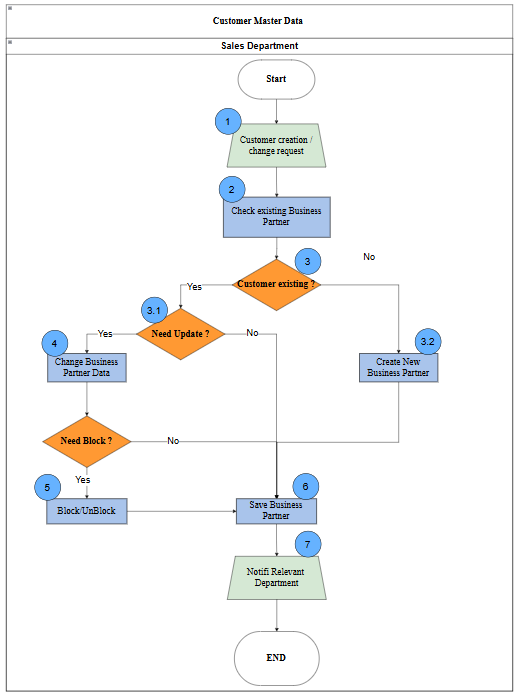 Customer Master Data
Sales Department
Start
1
Customer creation /
change request
2
Check existing Business
Partner
3
No
Customer existing ?
Yes
3.1
Need Update ?
Yes
No
3.2
4
Change Business
Partner Data
Create New
Business Partner
Need Block ?
No
Yes
5
Block/UnBlock
6
Save Business
Partner
7
Notifi Relevant
Department
END